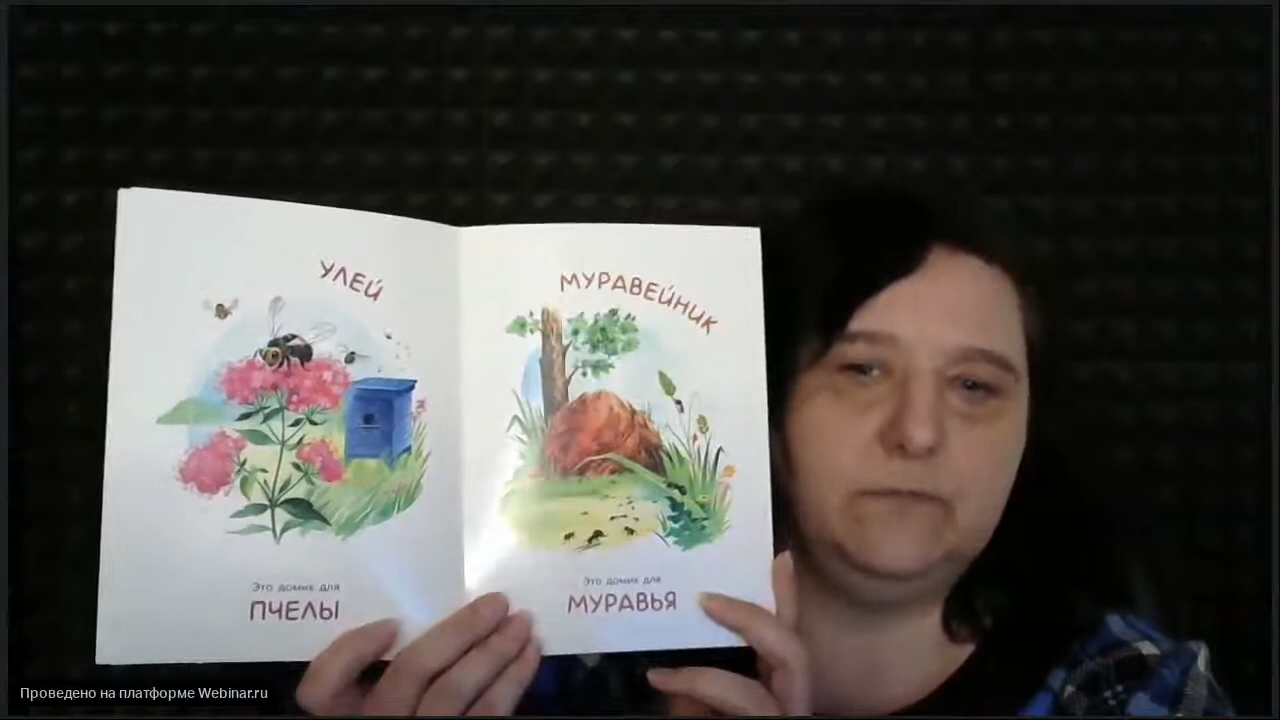 УЛЕЙ
Это домик для
ПЧЕЛЫ
МУРАВЕЙНИК
Это домик для
МУРАВЬЯ
Проведено на платформе Webinar.ru